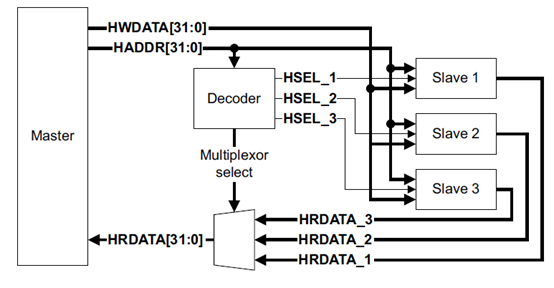 HWDATA[31:0]
HADDR[31:0]
Master
Decoder
HSEL_1
HSEL_2
HSEL_3
Slave 1
Slave 2
Slave 3
Multiplexor
select
HRDATA[31:0]
HRDATA_3
HRDATA_2
HRDATA_1